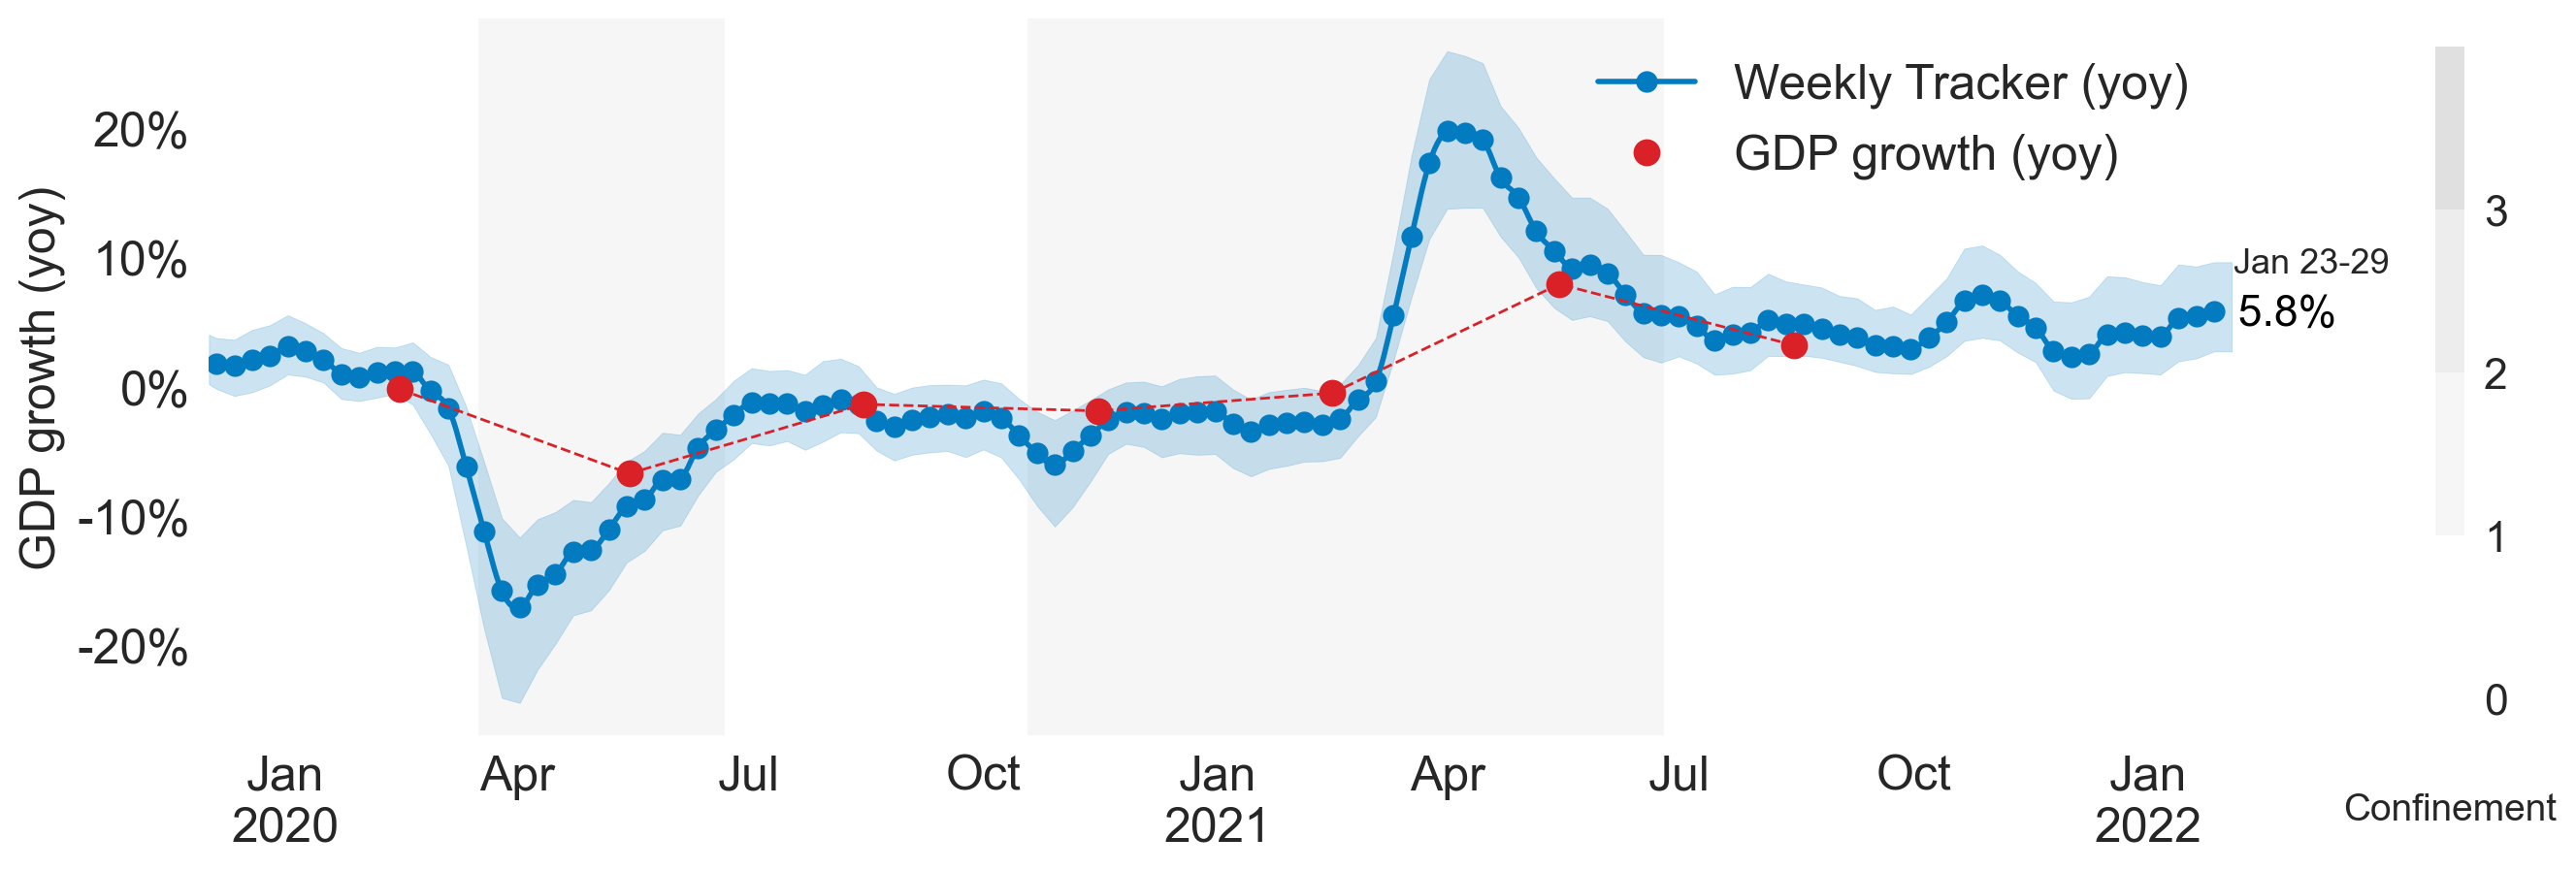 Weekly Tracker (yoy)
GDP growth (yoy)
GDP growth (yoy)
20%
10%
0%
-10%
-20%
Jan 23-29
5.8%
3
2
1
0
Jan Apr Jul Oct Jan Apr Jul Oct Jan
2020 2021 2022
Confinement